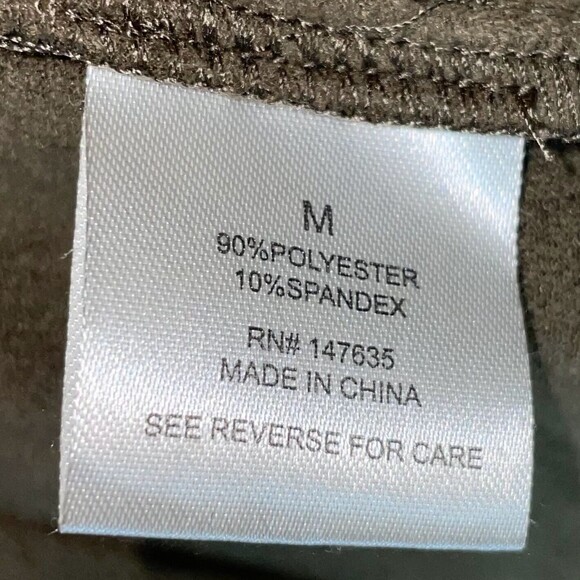 M
90%POLYESTER
10%SPANDEX
RN# 147635
MADE IN CHINA
SEE REVERSE FOR CARE